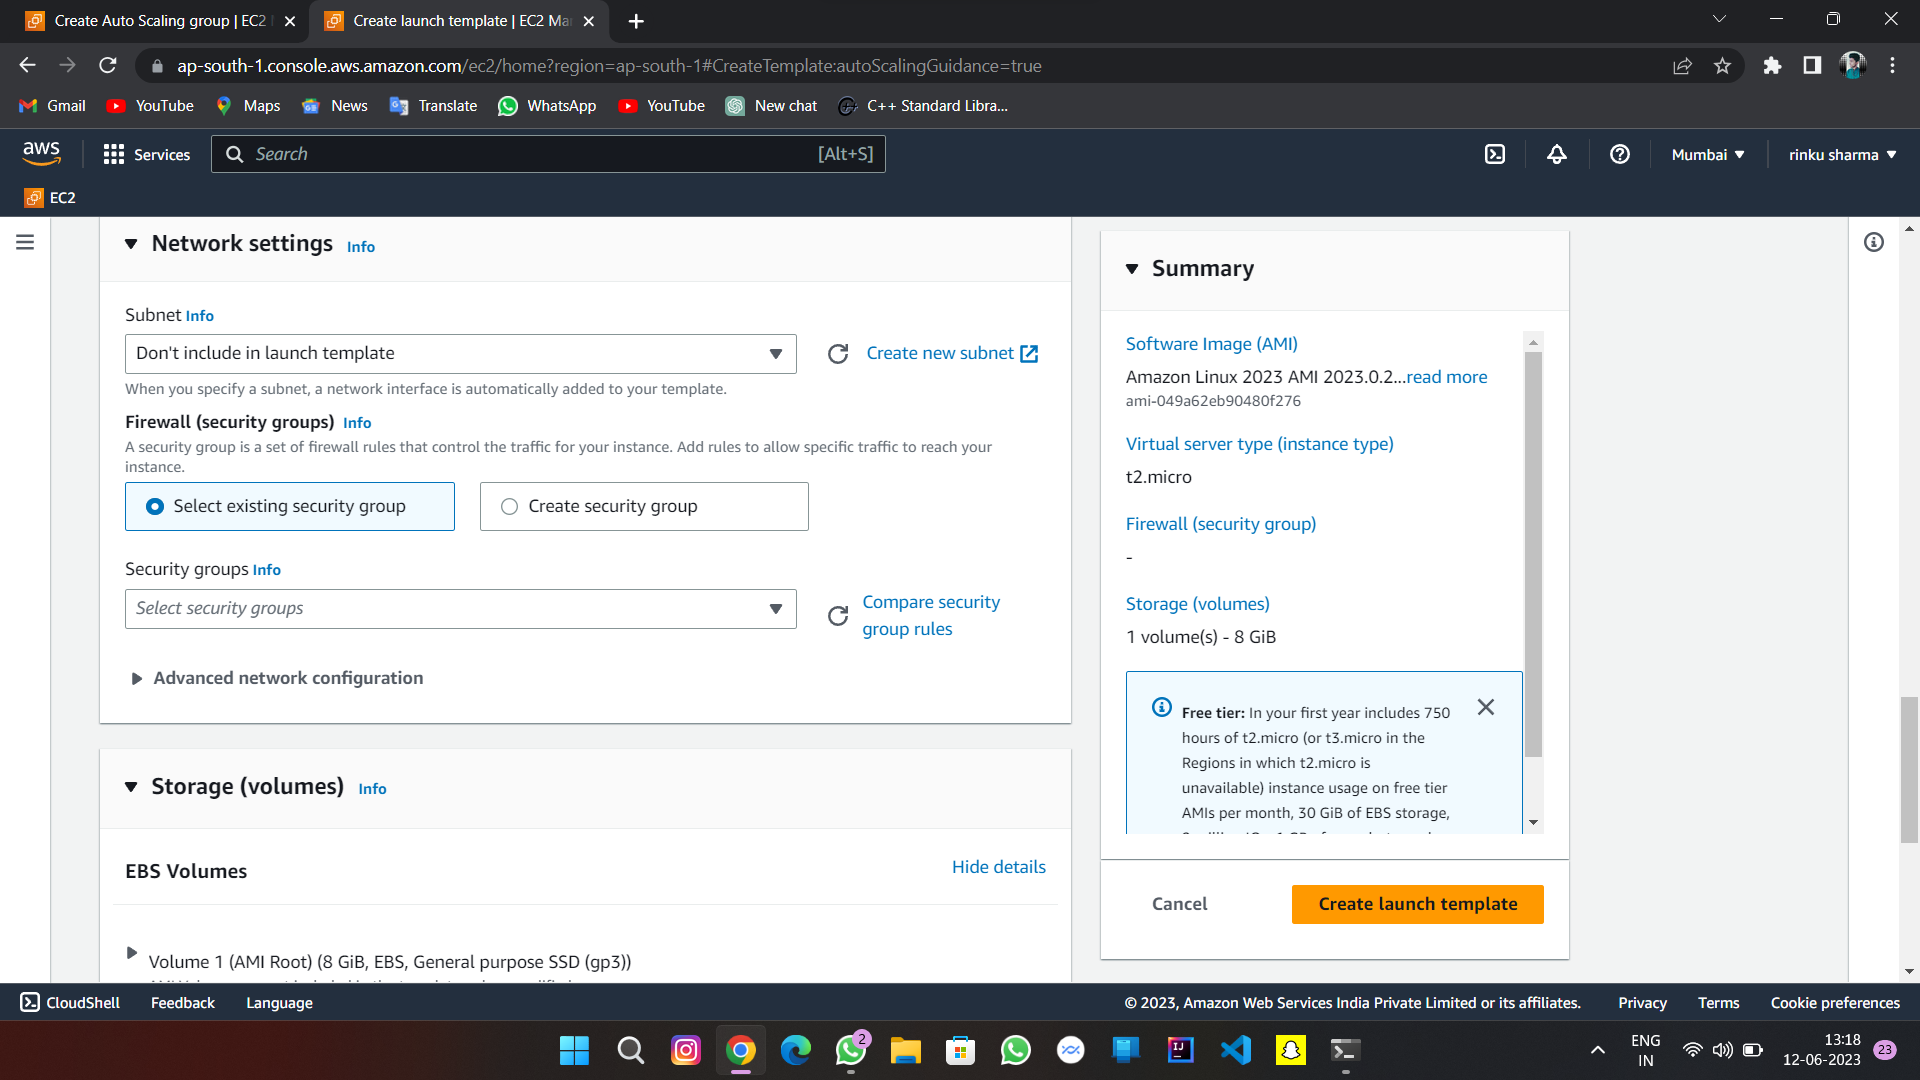 Create Auto Scaling group | EC2
Create launch template | EC2 Mar
ap-south-1.console.aws.amazon.com/ec2/home?region=ap-south-1#CreateTemplate:autoScalingGuidance=true
Gmail YouTube Maps News Translate WhatsApp YouTube New chat C++ Standard Libra...
aws Services Search [Alt+S] Mumbai rinku sharma
EC2
Network settings Info
Subnet Info
Don't include in launch template
Create new subnet
When you specify a subnet, a network interface is automatically added to your template.
Firewall (security groups) Info
A security group is a set of firewall rules that control the traffic for your instance. Add rules to allow specific traffic to reach your
instance.
Select existing security group
Create security group
Security groups Info
Select security groups
Compare security
group rules
Advanced network configuration
Storage (volumes) Info
EBS Volumes
Hide details
Volume 1 (AMI Root) (8 GiB, EBS, General purpose SSD (gp3))
Summary
Software Image (AMI)
Amazon Linux 2023 AMI 2023.0.2...read more
ami-049a62eb90480f276
Virtual server type (instance type)
t2.micro
Firewall (security group)
-
Storage (volumes)
1 volume(s) - 8 GiB
Free tier: In your first year includes 750
hours of t2.micro (or t3.micro in the
Regions in which t2.micro is
unavailable) instance usage on free tier
AMIs per month, 30 GiB of EBS storage,
Cancel
Create launch template
CloudShell Feedback Language
© 2023, Amazon Web Services India Private Limited or its affiliates. Privacy Terms Cookie preferences
2
IJ
ENG
IN
13:18
12-06-2023
23